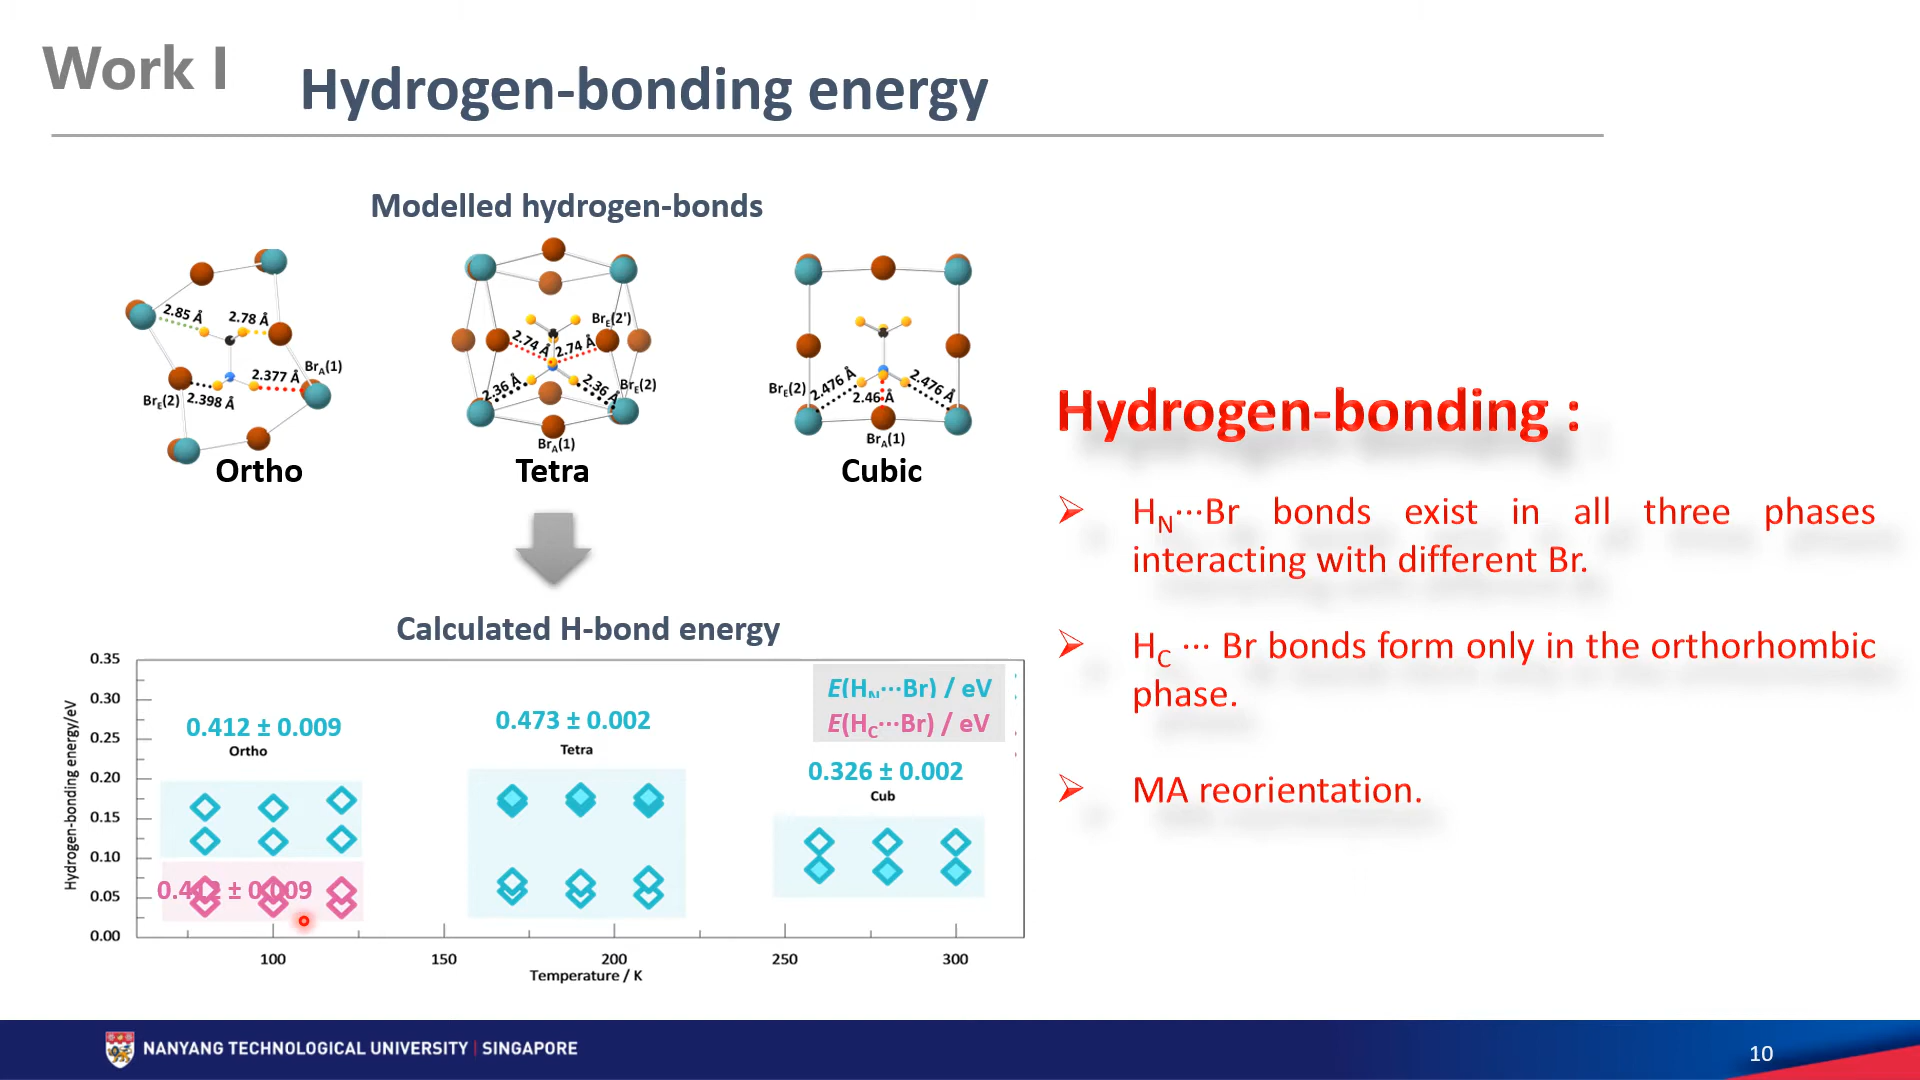 Work I
Hydrogen-bonding energy
Modelled hydrogen-bonds
2.85 Å
2.78 Å
2.377 Å
BrA(1)
BrE(2)
2.398 Å
Ortho
BrE(2')
2.74 Å
2.74 Å
2.36 Å
2.36 Å
BrE(2)
BrA(1)
Tetra
BrE(2)
2.476 Å
2.476 Å
2.46 Å
BrA(1)
Cubic
Calculated H-bond energy
Hydrogen-bonding energy/eV
0.35
0.30
0.25
0.20
0.15
0.10
0.05
0.00
0.412 ± 0.009
Ortho
0.473 ± 0.002
Tetra
E(HN···Br) / eV
E(HC···Br) / eV
0.326 ± 0.002
Cub
0.412 ± 0.009
100
150
200
250
300
Temperature / K
Hydrogen-bonding :
HN···Br bonds exist in all three phases
interacting with different Br.
HC ··· Br bonds form only in the orthorhombic
phase.
MA reorientation.
NANYANG TECHNOLOGICAL UNIVERSITY | SINGAPORE
10